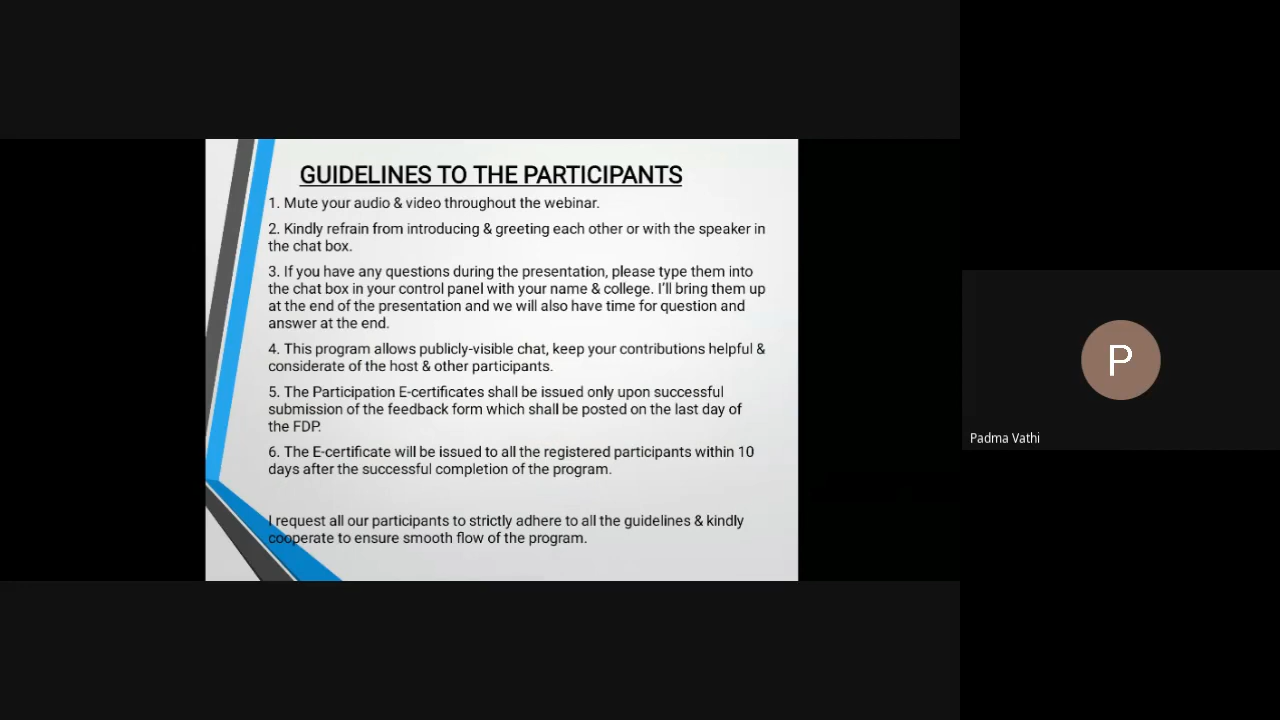 GUIDELINES TO THE PARTICIPANTS
1. Mute your audio & video throughout the webinar.
2. Kindly refrain from introducing & greeting each other or with the speaker in
the chat box.
3. If you have any questions during the presentation, please type them into
the chat box in your control panel with your name & college. I'll bring them up
at the end of the presentation and we will also have time for question and
answer at the end.
4. This program allows publicly-visible chat, keep your contributions helpful &
considerate of the host & other participants.
5. The Participation E-certificates shall be issued only upon successful
submission of the feedback form which shall be posted on the last day of
the FDP.
6. The E-certificate will be issued to all the registered participants within 10
days after the successful completion of the program.
I request all our participants to strictly adhere to all the guidelines & kindly
cooperate to ensure smooth flow of the program.
P
Padma Vathi